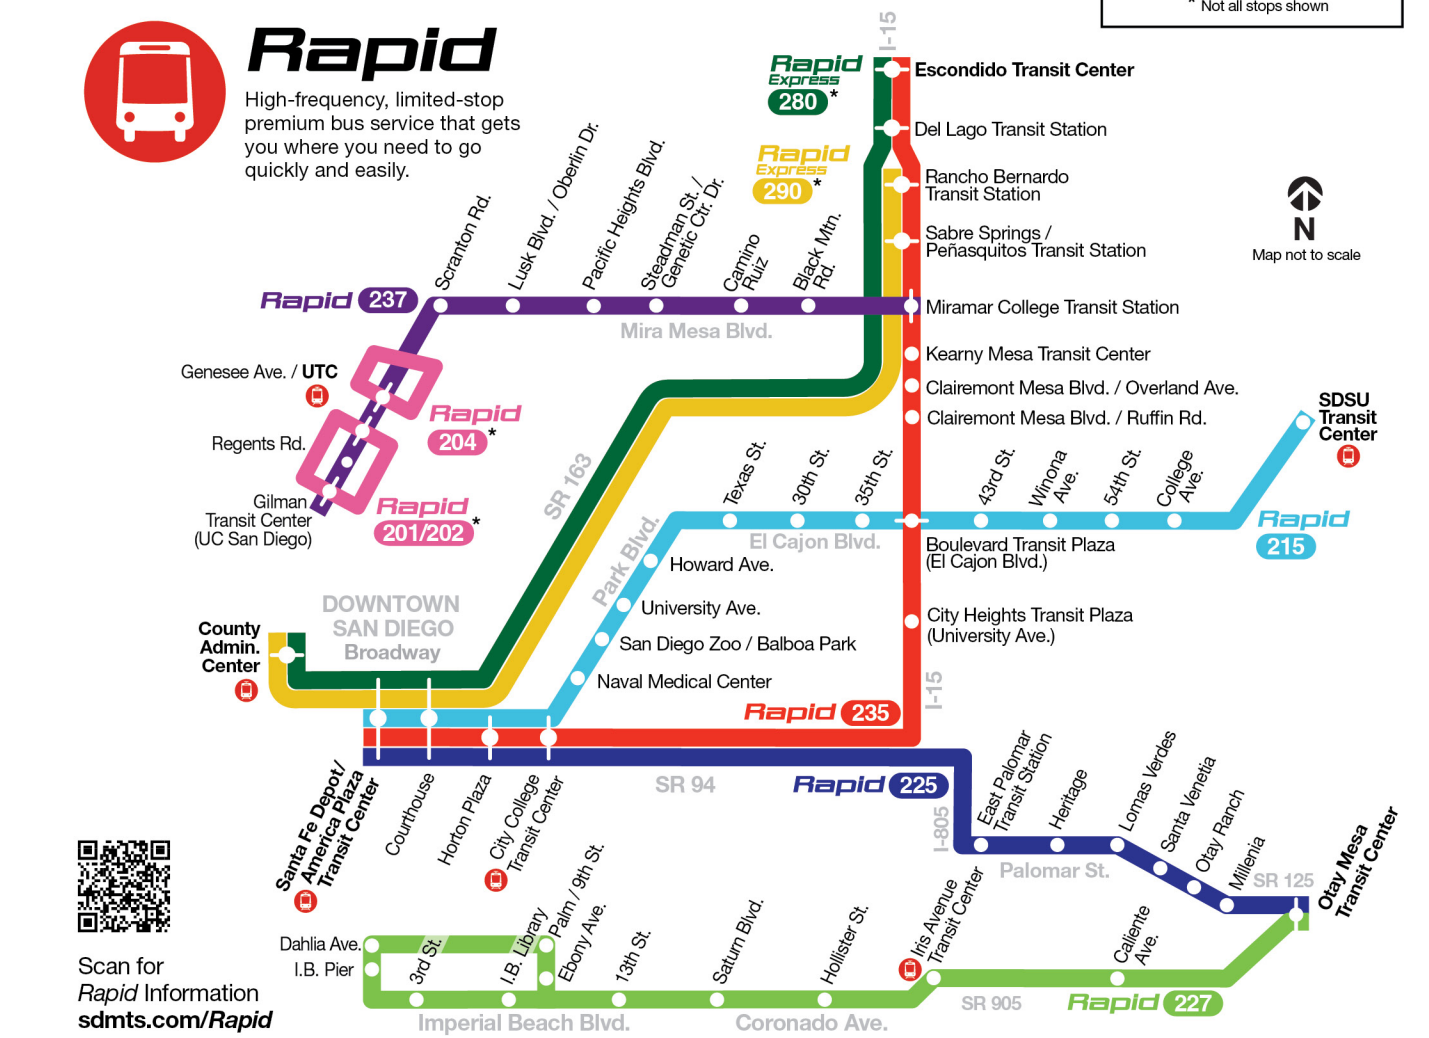 * Not all stops shown
Rapid
High-frequency, limited-stop
premium bus service that gets
you where you need to go
quickly and easily.
I-15
Rapid
Express
280 *
Rapid
Express
290 *
Escondido Transit Center
Del Lago Transit Station
Rancho Bernardo
Transit Station
Sabre Springs /
Peñasquitos Transit Station
Miramar College Transit Station
Kearny Mesa Transit Center
Clairemont Mesa Blvd. / Overland Ave.
Clairemont Mesa Blvd. / Ruffin Rd.
N
Map not to scale
Rapid 237
Scranton Rd.
Lusk Blvd. / Oberlin Dr.
Pacific Heights Blvd.
Steadman St. /
Genetic Ctr. Dr.
Camino
Ruiz
Black Mtn.
Rd.
Mira Mesa Blvd.
Genesee Ave. / UTC
Rapid
204 *
Regents Rd.
Rapid
201/202 *
Gilman
Transit Center
(UC San Diego)
SR 163
Park Blvd.
Texas St.
30th St.
35th St.
43rd St.
Winona
Ave.
54th St.
College
Ave.
SDSU
Transit
Center
El Cajon Blvd.
Rapid
215
Boulevard Transit Plaza
(El Cajon Blvd.)
City Heights Transit Plaza
(University Ave.)
I-15
Howard Ave.
University Ave.
San Diego Zoo / Balboa Park
Naval Medical Center
DOWNTOWN
SAN DIEGO
Broadway
County
Admin.
Center
Rapid 235
SR 94
Rapid 225
Santa Fe Depot/
America Plaza
Transit Center
Courthouse
Horton Plaza
City College
Transit Center
I-805
East Palomar
Transit Station
Heritage
Lomas Verdes
Santa Venetia
Otay Ranch
Millenia
Palomar St.
SR 125
Otay Mesa
Transit Center
Dahlia Ave.
I.B. Pier
3rd St.
I.B. Library
Palm / 9th St.
Ebony Ave.
13th St.
Saturn Blvd.
Hollister St.
Iris Avenue
Transit Center
Caliente
Ave.
Imperial Beach Blvd.
Coronado Ave.
SR 905
Rapid 227
Scan for
Rapid Information
sdmts.com/Rapid